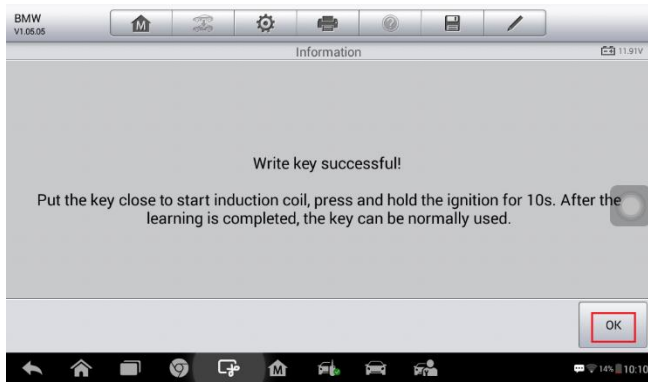 BMW
V1.05.05
M
Information
11.91V
Write key successful!
Put the key close to start induction coil, press and hold the ignition for 10s. After the
learning is completed, the key can be normally used.
OK
M
14% 10:10